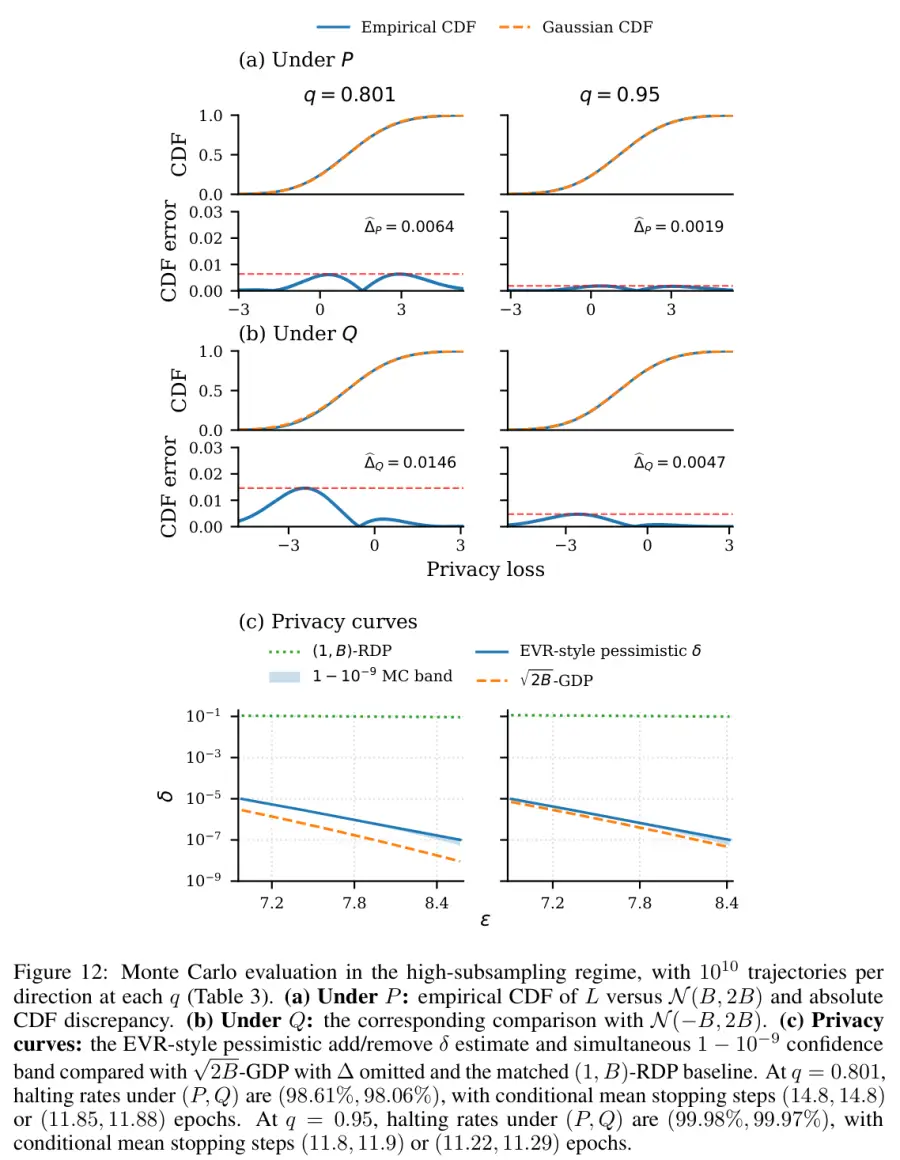 Empirical CDF Gaussian CDF
(a) Under P
q = 0.801 q = 0.95
CDF
1.0
0.5
0.0
CDF error
0.03
0.02
0.01
0.00
Δ̂_P = 0.0064 Δ̂_P = 0.0019
−3 0 3 −3 0 3
(b) Under Q
CDF
1.0
0.5
0.0
CDF error
0.03
0.02
0.01
0.00
Δ̂_Q = 0.0146 Δ̂_Q = 0.0047
−3 0 3 −3 0 3
Privacy loss
(c) Privacy curves
(1, B)-RDP EVR-style pessimistic δ
1 − 10⁻⁹ MC band √2B-GDP
δ
10⁻¹
10⁻³
10⁻⁵
10⁻⁷
10⁻⁹
7.2 7.8 8.4 7.2 7.8 8.4
ε
Figure 12: Monte Carlo evaluation in the high-subsampling regime, with 10¹⁰ trajectories per
direction at each q (Table 3). (a) Under P: empirical CDF of L versus 𝒩(B, 2B) and absolute
CDF discrepancy. (b) Under Q: the corresponding comparison with 𝒩(−B, 2B). (c) Privacy
curves: the EVR-style pessimistic add/remove δ estimate and simultaneous 1 − 10⁻⁹ confidence
band compared with √2B-GDP with Δ omitted and the matched (1, B)-RDP baseline. At q = 0.801,
halting rates under (P, Q) are (98.61%, 98.06%), with conditional mean stopping steps (14.8, 14.8)
or (11.85, 11.88) epochs. At q = 0.95, halting rates under (P, Q) are (99.98%, 99.97%), with
conditional mean stopping steps (11.8, 11.9) or (11.22, 11.29) epochs.